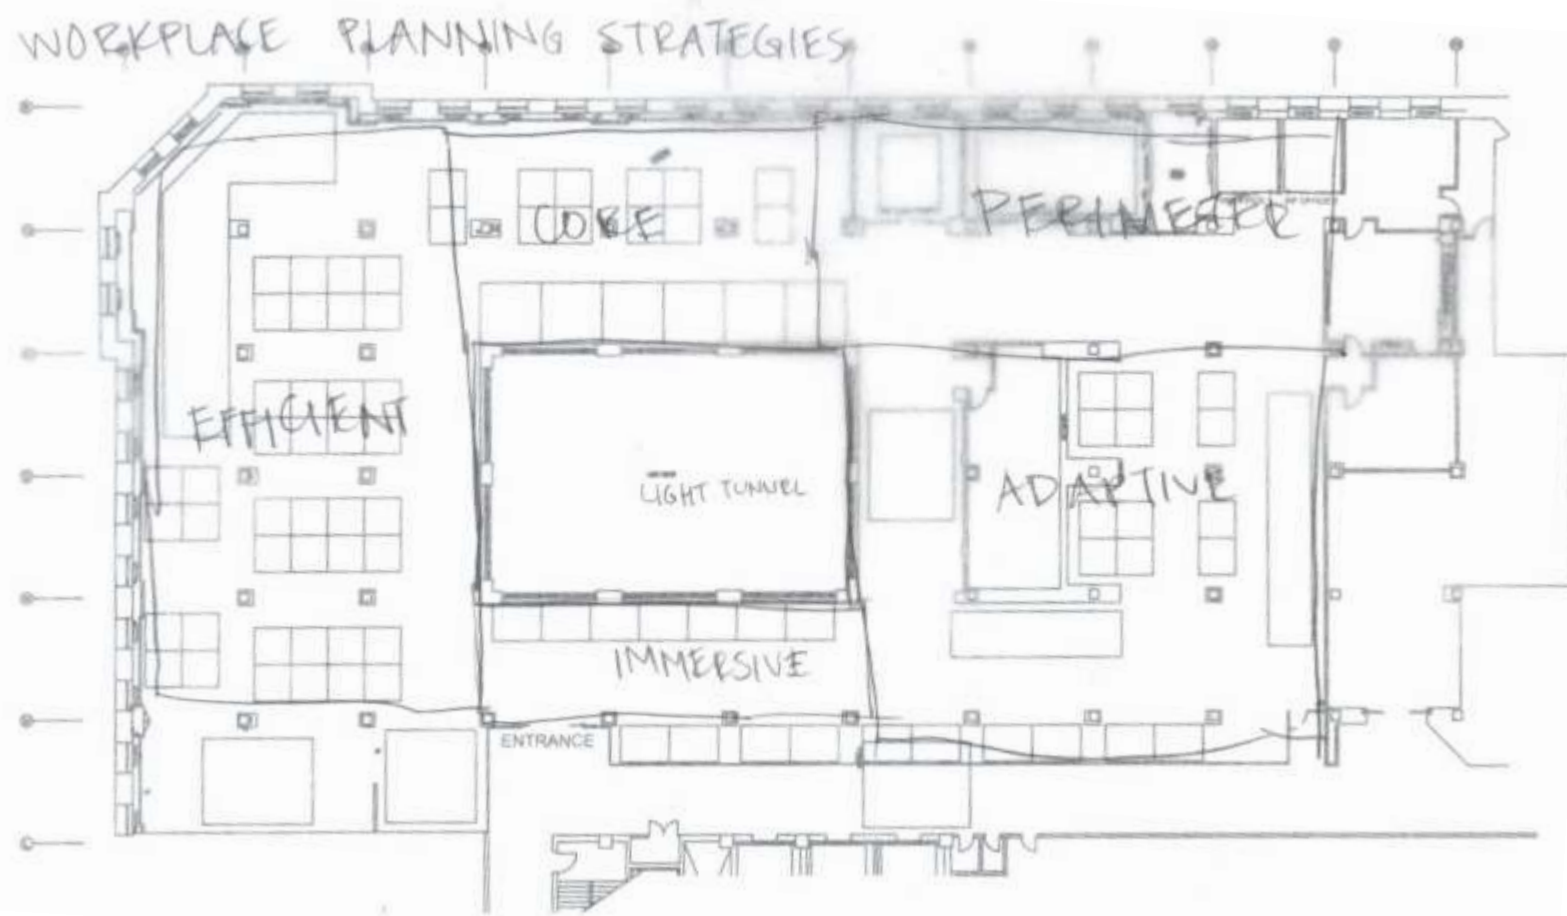 WORKPLACE PLANNING STRATEGIES
CORE
PERIMETER
EFFICIENT
LIGHT TUNNEL
ADAPTIVE
IMMERSIVE
ENTRANCE